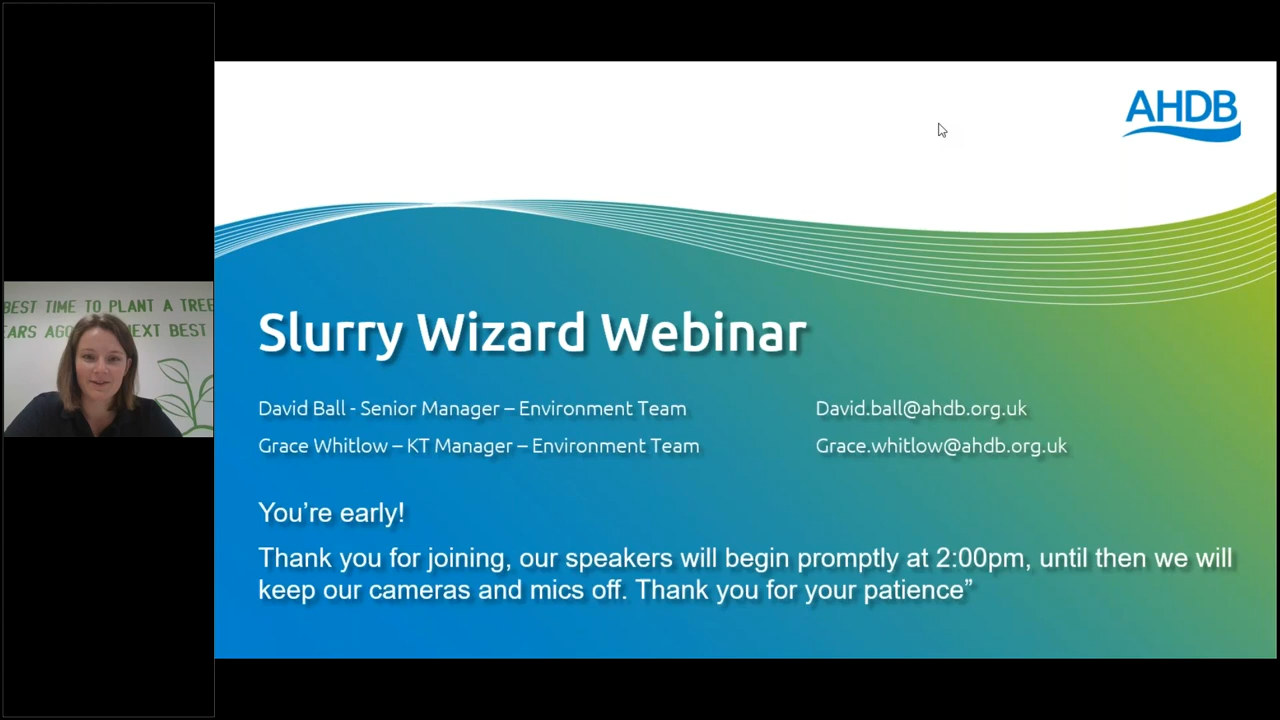 AHDB
BEST TIME TO PLANT A TREE
EARS AGO NEXT BEST
Slurry Wizard Webinar
David Ball - Senior Manager – Environment Team David.ball@ahdb.org.uk
Grace Whitlow – KT Manager – Environment Team Grace.whitlow@ahdb.org.uk
You’re early!
Thank you for joining, our speakers will begin promptly at 2:00pm, until then we will
keep our cameras and mics off. Thank you for your patience”